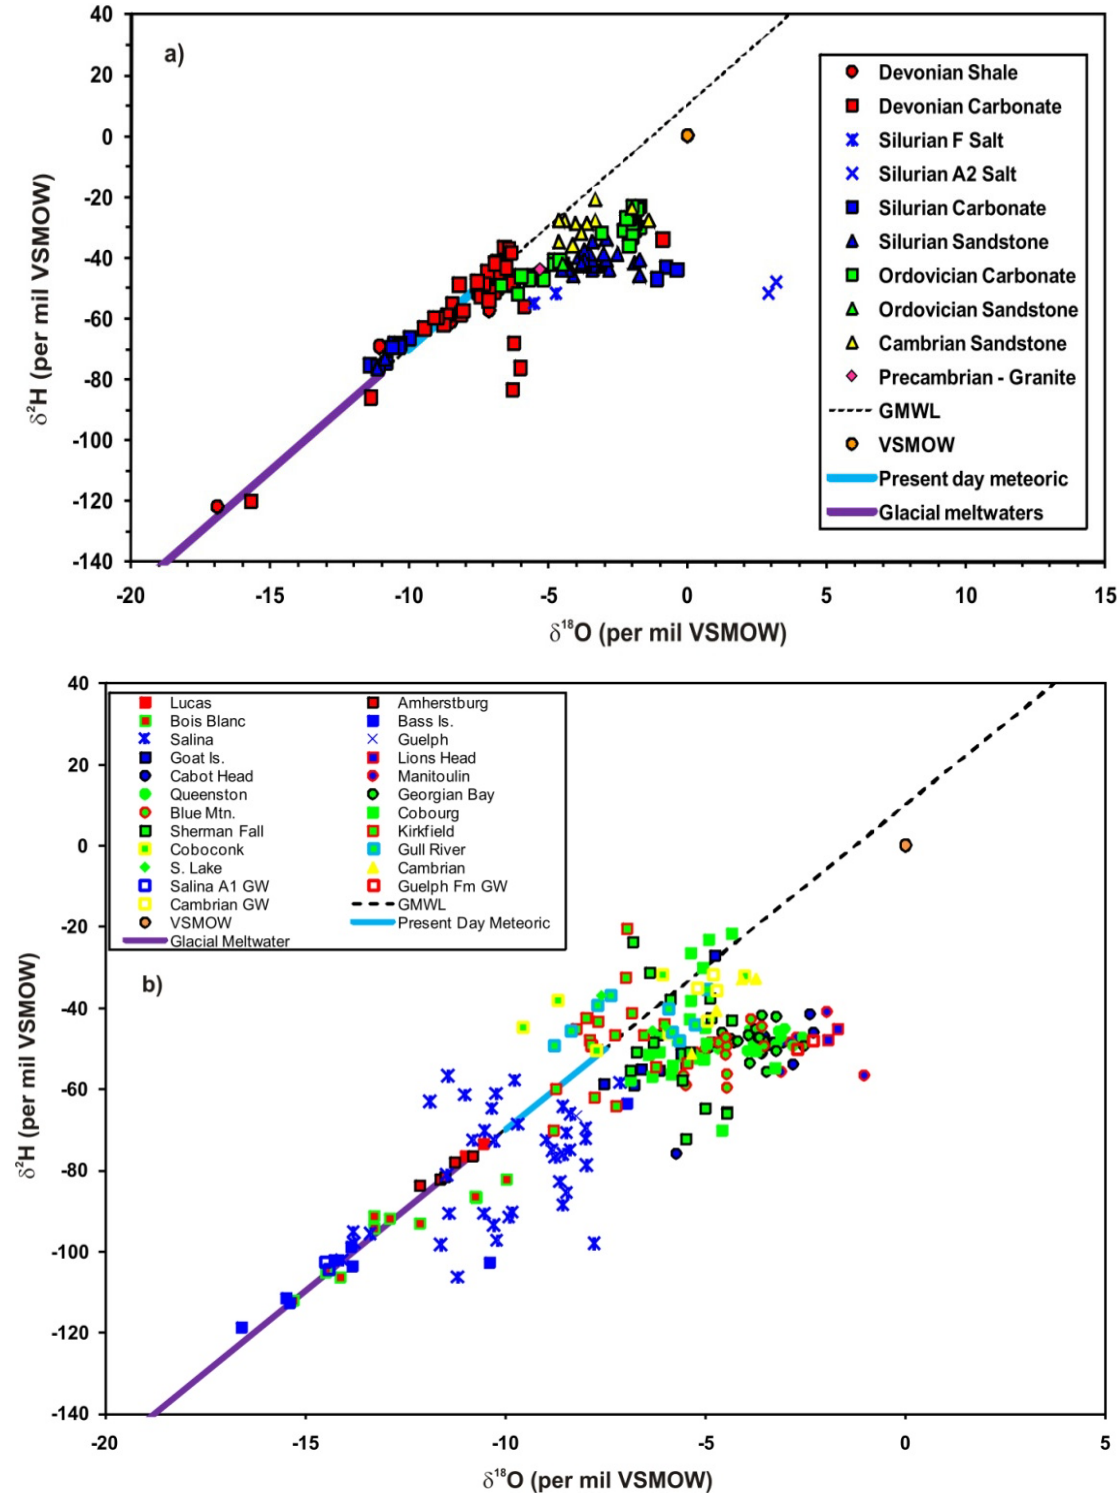 a)
40
20
0
-20
-40
-60
-80
-100
-120
-140
-20 -15 -10 -5 0 5 10 15
δ²H (per mil VSMOW)
δ¹⁸O (per mil VSMOW)
Devonian Shale
Devonian Carbonate
Silurian F Salt
Silurian A2 Salt
Silurian Carbonate
Silurian Sandstone
Ordovician Carbonate
Ordovician Sandstone
Cambrian Sandstone
Precambrian - Granite
GMWL
VSMOW
Present day meteoric
Glacial meltwaters
b)
40
20
0
-20
-40
-60
-80
-100
-120
-140
-20 -15 -10 -5 0 5
δ²H (per mil VSMOW)
δ¹⁸O (per mil VSMOW)
Lucas Amherstburg
Bois Blanc Bass Is.
Salina Guelph
Goat Is. Lions Head
Cabot Head Manitoulin
Queenston Georgian Bay
Blue Mtn. Cobourg
Sherman Fall Kirkfield
Coboconk Gull River
S. Lake Cambrian
Salina A1 GW Guelph Fm GW
Cambrian GW GMWL
VSMOW Present Day Meteoric
Glacial Meltwater